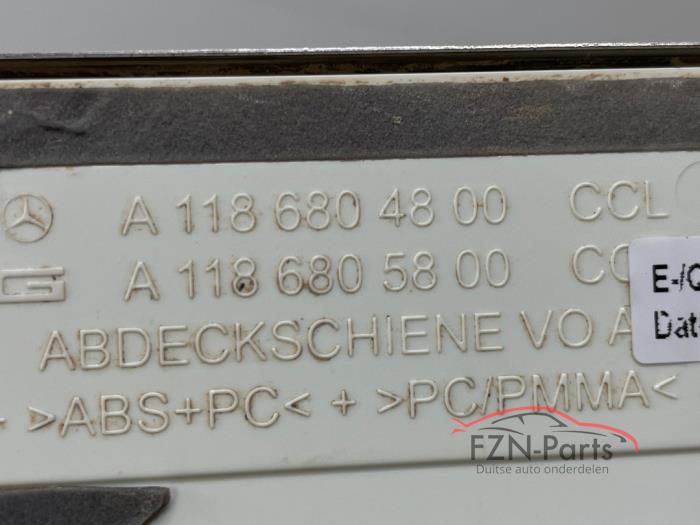 A 118 680 48 00 CCL
A 118 680 58 00
E-/
ABDECKSCHIENE VO
>ABS+PC< + >PC/PMMA<
FZN-Parts
Duitse auto onderdelen